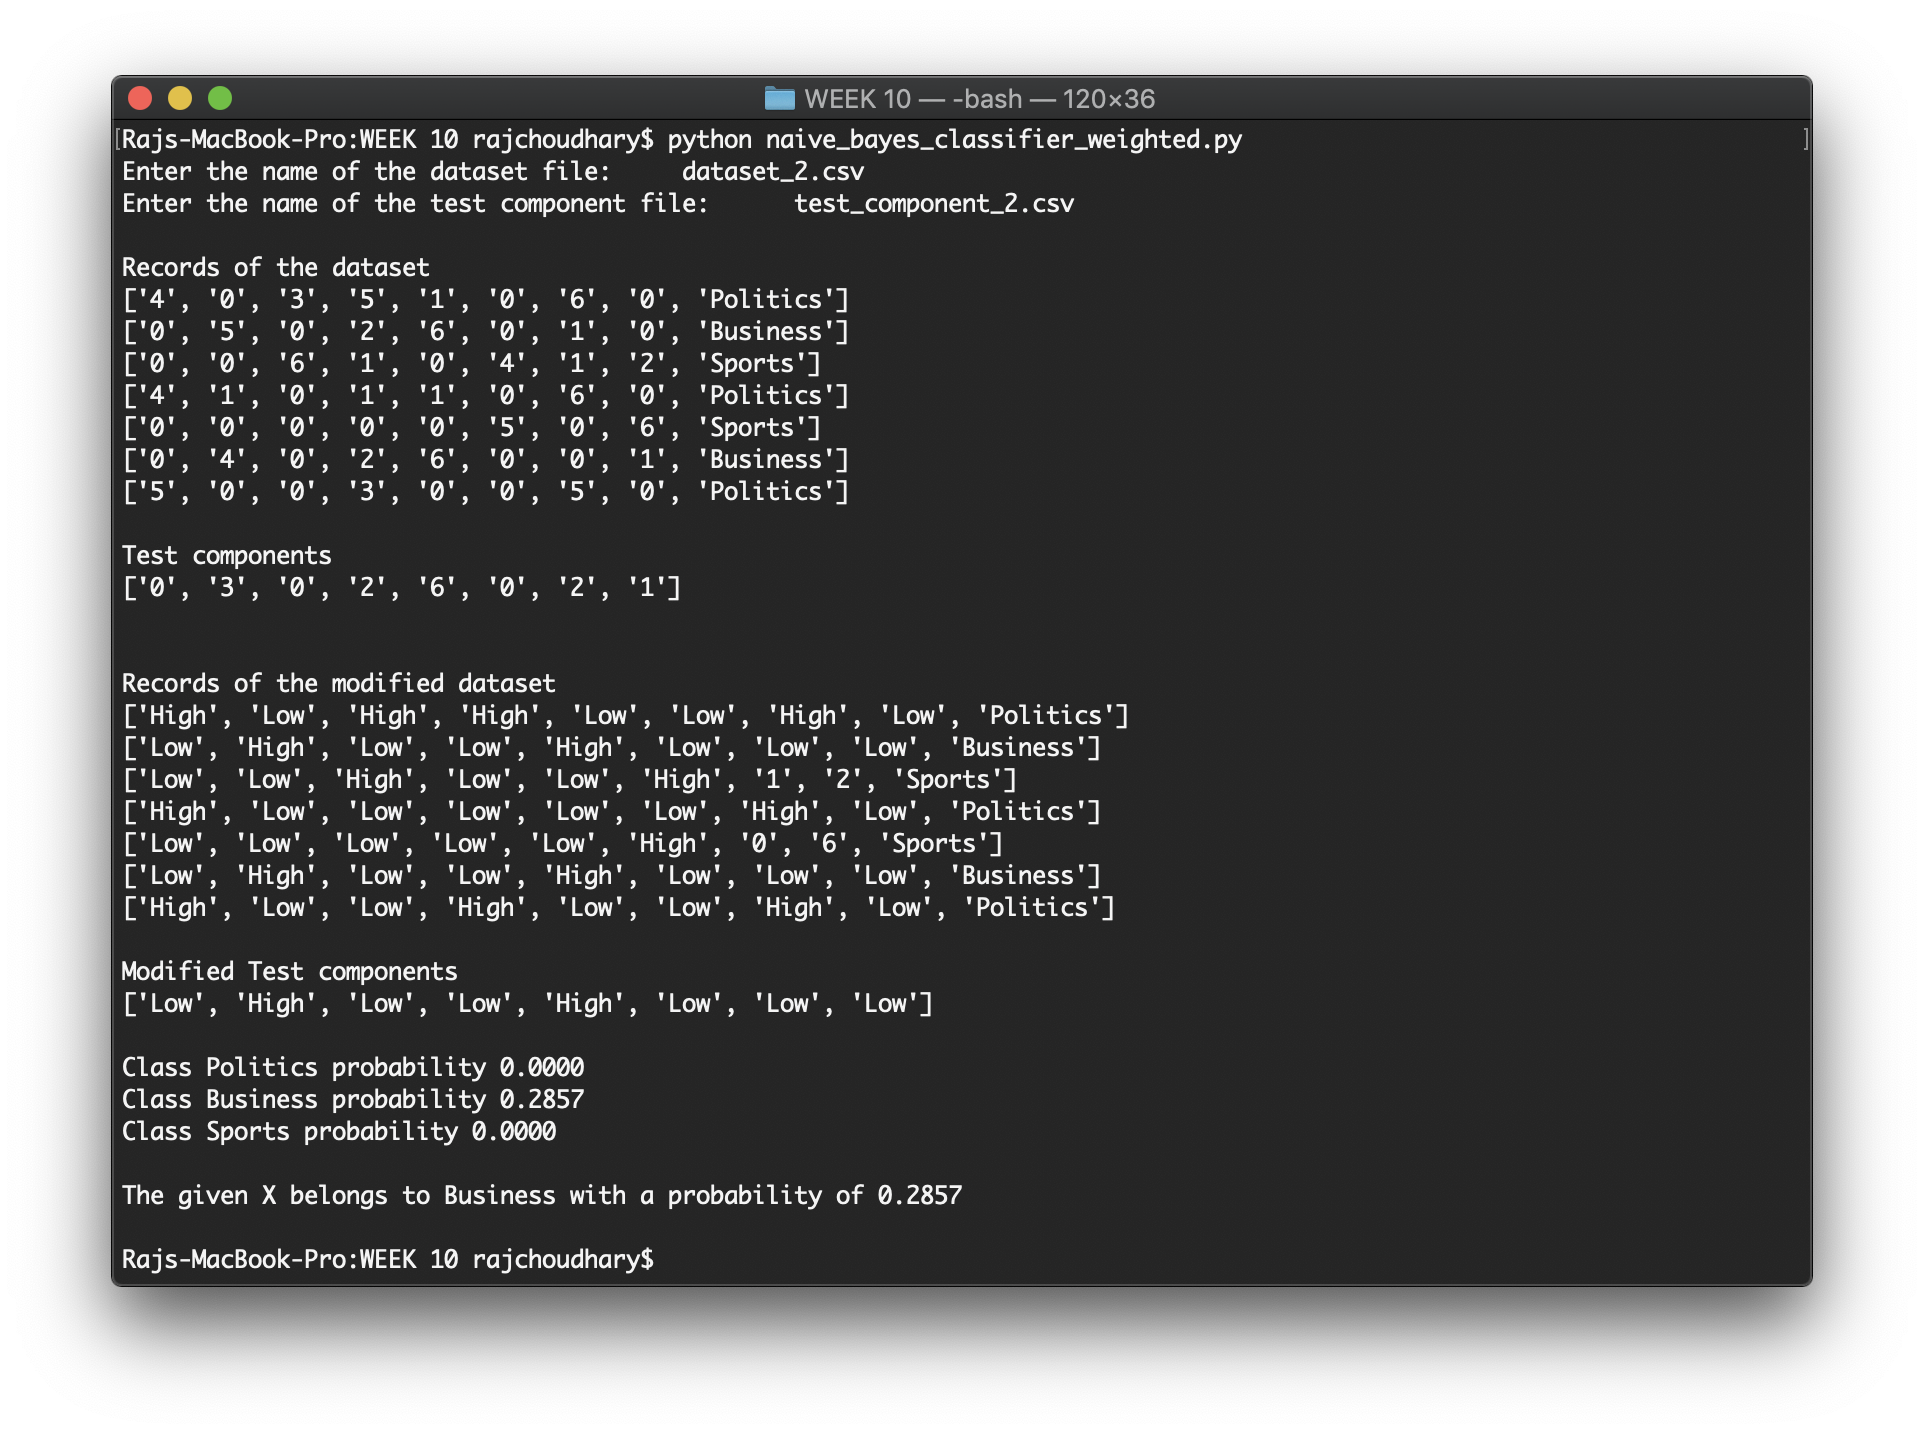 WEEK 10 — -bash — 120×36
[Rajs-MacBook-Pro:WEEK 10 rajchoudhary$ python naive_bayes_classifier_weighted.py ]
Enter the name of the dataset file:     dataset_2.csv
Enter the name of the test component file:      test_component_2.csv
Records of the dataset
['4', '0', '3', '5', '1', '0', '6', '0', 'Politics']
['0', '5', '0', '2', '6', '0', '1', '0', 'Business']
['0', '0', '6', '1', '0', '4', '1', '2', 'Sports']
['4', '1', '0', '1', '1', '0', '6', '0', 'Politics']
['0', '0', '0', '0', '0', '5', '0', '6', 'Sports']
['0', '4', '0', '2', '6', '0', '0', '1', 'Business']
['5', '0', '0', '3', '0', '0', '5', '0', 'Politics']
Test components
['0', '3', '0', '2', '6', '0', '2', '1']
Records of the modified dataset
['High', 'Low', 'High', 'High', 'Low', 'Low', 'High', 'Low', 'Politics']
['Low', 'High', 'Low', 'Low', 'High', 'Low', 'Low', 'Low', 'Business']
['Low', 'Low', 'High', 'Low', 'Low', 'High', '1', '2', 'Sports']
['High', 'Low', 'Low', 'Low', 'Low', 'Low', 'High', 'Low', 'Politics']
['Low', 'Low', 'Low', 'Low', 'Low', 'High', '0', '6', 'Sports']
['Low', 'High', 'Low', 'Low', 'High', 'Low', 'Low', 'Low', 'Business']
['High', 'Low', 'Low', 'High', 'Low', 'Low', 'High', 'Low', 'Politics']
Modified Test components
['Low', 'High', 'Low', 'Low', 'High', 'Low', 'Low', 'Low']
Class Politics probability 0.0000
Class Business probability 0.2857
Class Sports probability 0.0000
The given X belongs to Business with a probability of 0.2857
Rajs-MacBook-Pro:WEEK 10 rajchoudhary$